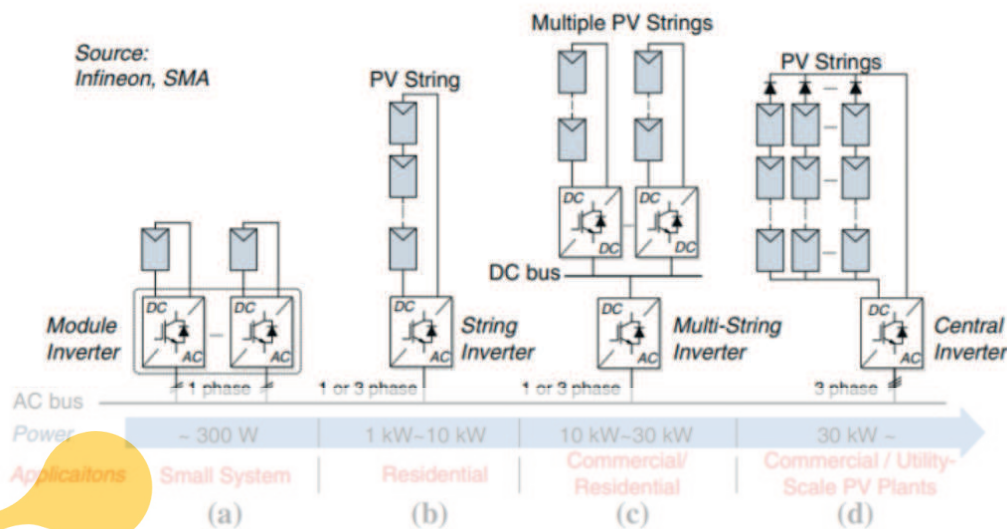 Source:
Infineon, SMA
PV String
Multiple PV Strings
PV Strings
DC
DC
DC
DC
DC bus
Module
Inverter
DC
AC
DC
AC
DC
AC
String
Inverter
DC
AC
Multi-String
Inverter
DC
AC
Central
Inverter
1 phase
1 or 3 phase
1 or 3 phase
3 phase
AC bus
Power
~ 300 W
1 kW~10 kW
10 kW~30 kW
30 kW ~
Applicaitons
Small System
Residential
Commercial/
Residential
Commercial / Utility-
Scale PV Plants
(a)
(b)
(c)
(d)